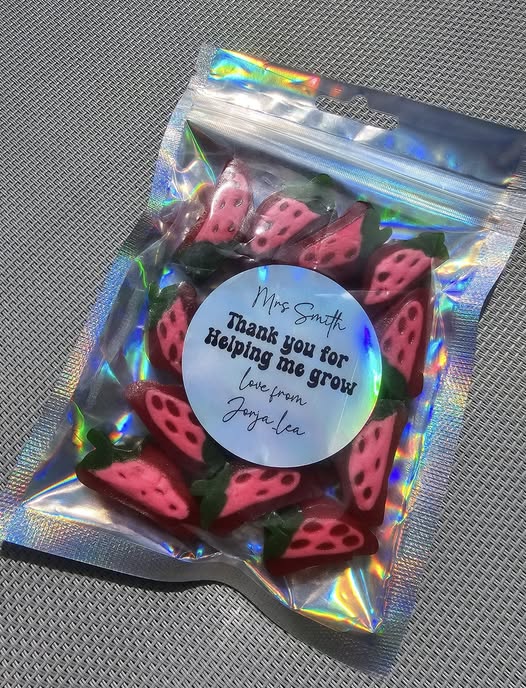 Mrs Smith
Thank you for
Helping me grow
love from
Jorja-lea